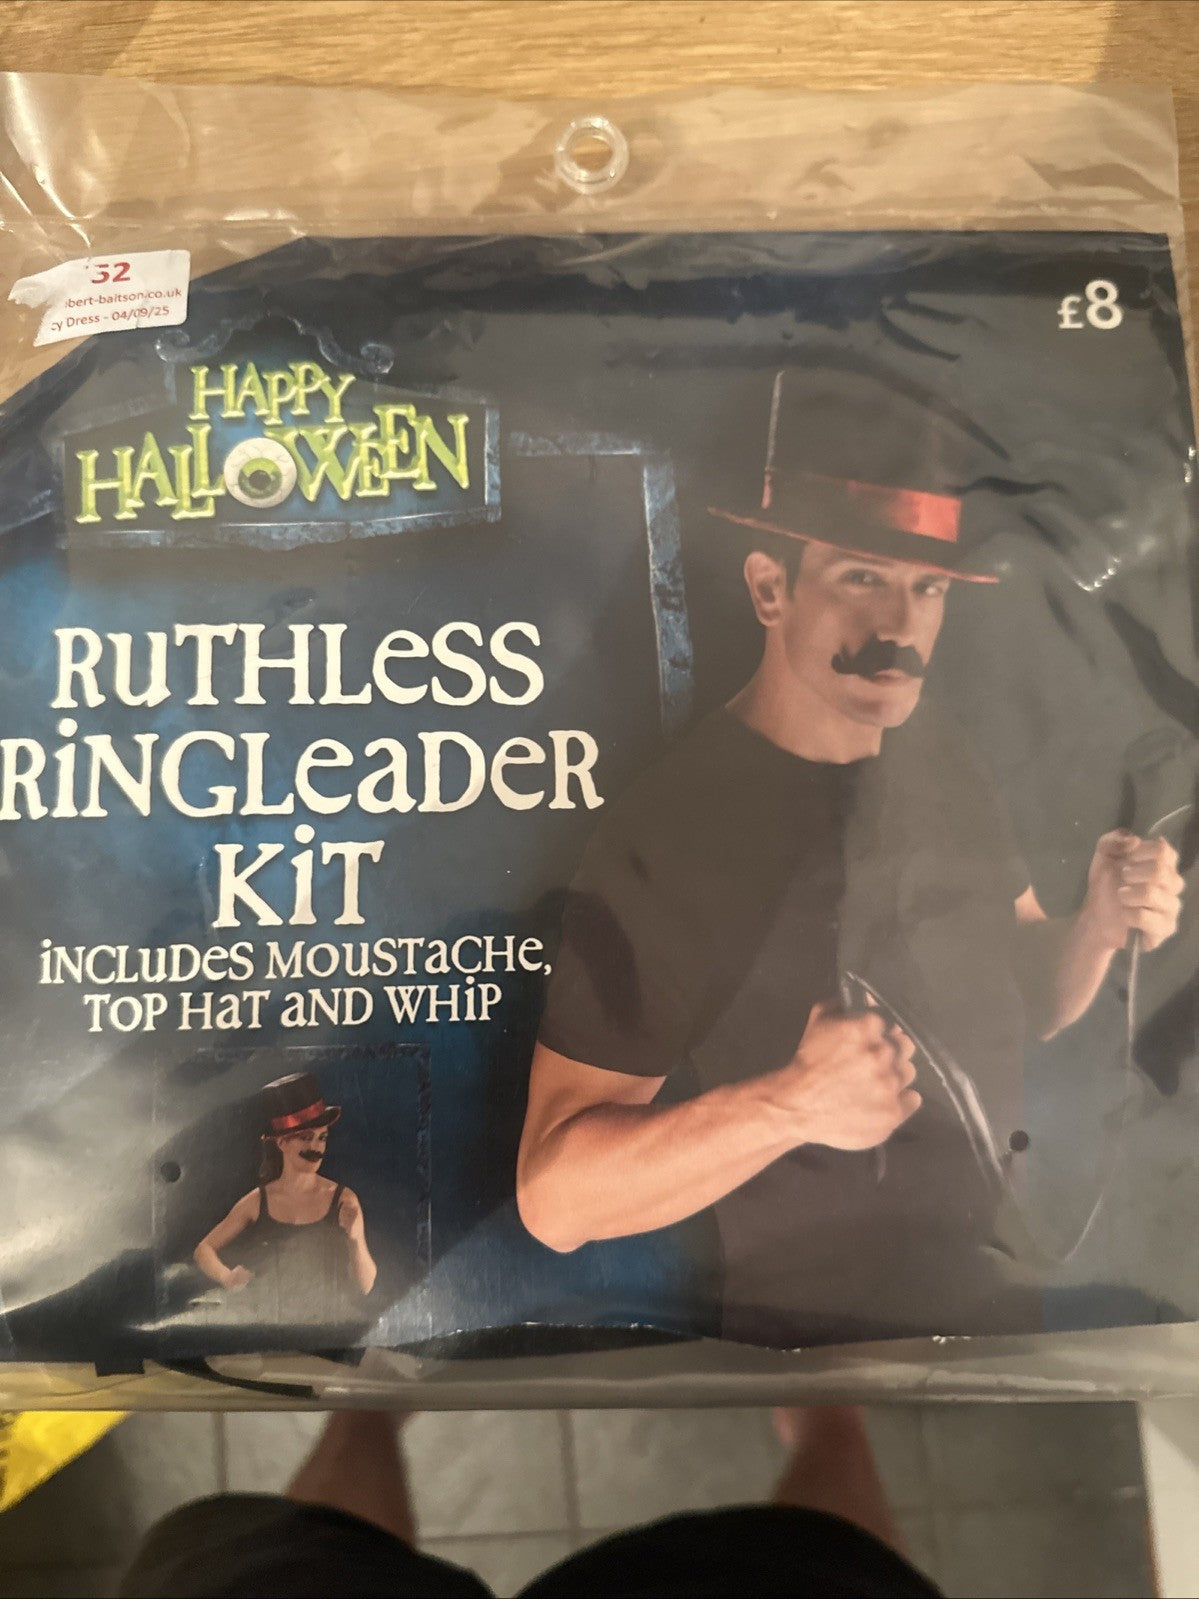 52
bert-baitson.co.uk
cy Dress - 04/09/25
£8
HAPPY
HALLOWEEN
RuTHLeSS
RiNGLeaDeR
KiT
iNCLuDeS MOuSTaCHe,
TOP HaT aND WHiP